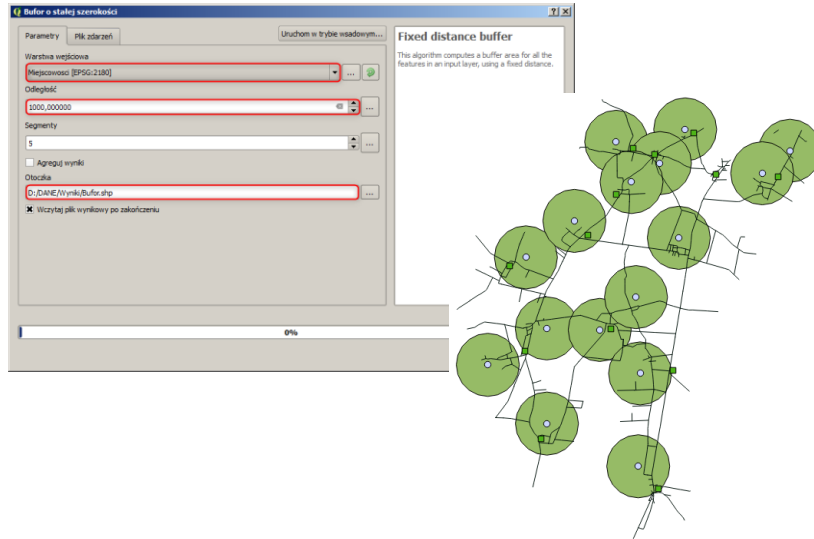 Bufor o stałej szerokości
Parametry
Plik zdarzeń
Uruchom w trybie wsadowym...
Warstwa wejściowa
Miejscowosci [EPSG:2180]
...
Odległość
1000,000000
...
Segmenty
5
...
Agreguj wyniki
Otoczka
D:/DANE/Wyniki/Bufor.shp
...
Wczytaj plik wynikowy po zakończeniu
Fixed distance buffer
This algorithm computes a buffer area for all the
features in an input layer, using a fixed distance.
0%